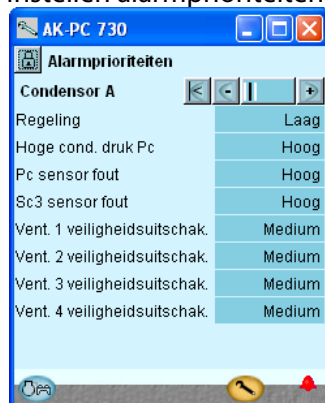 Instellen alarmprioriteiten
AK-PC 730
Alarmprioriteiten
Condensor A
Regeling Laag
Hoge cond. druk Pc Hoog
Pc sensor fout Hoog
Sc3 sensor fout Hoog
Vent. 1 veiligheidsuitschak. Medium
Vent. 2 veiligheidsuitschak. Medium
Vent. 3 veiligheidsuitschak. Medium
Vent. 4 veiligheidsuitschak. Medium